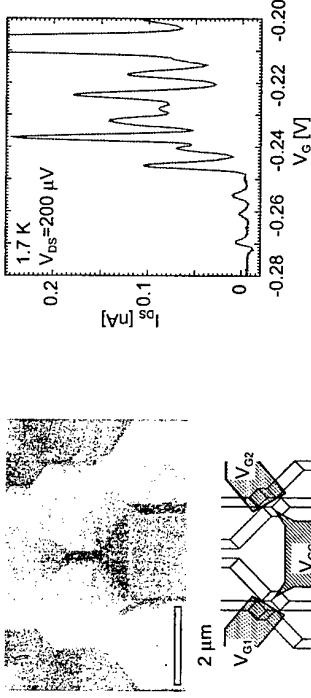 2 μm
V_G1
V_G2
1.7 K
V_DS=200 μV
I_DS [nA]
0.2
0.1
0
-0.28
-0.26
-0.24
-0.22
-0.20
V_G [V]